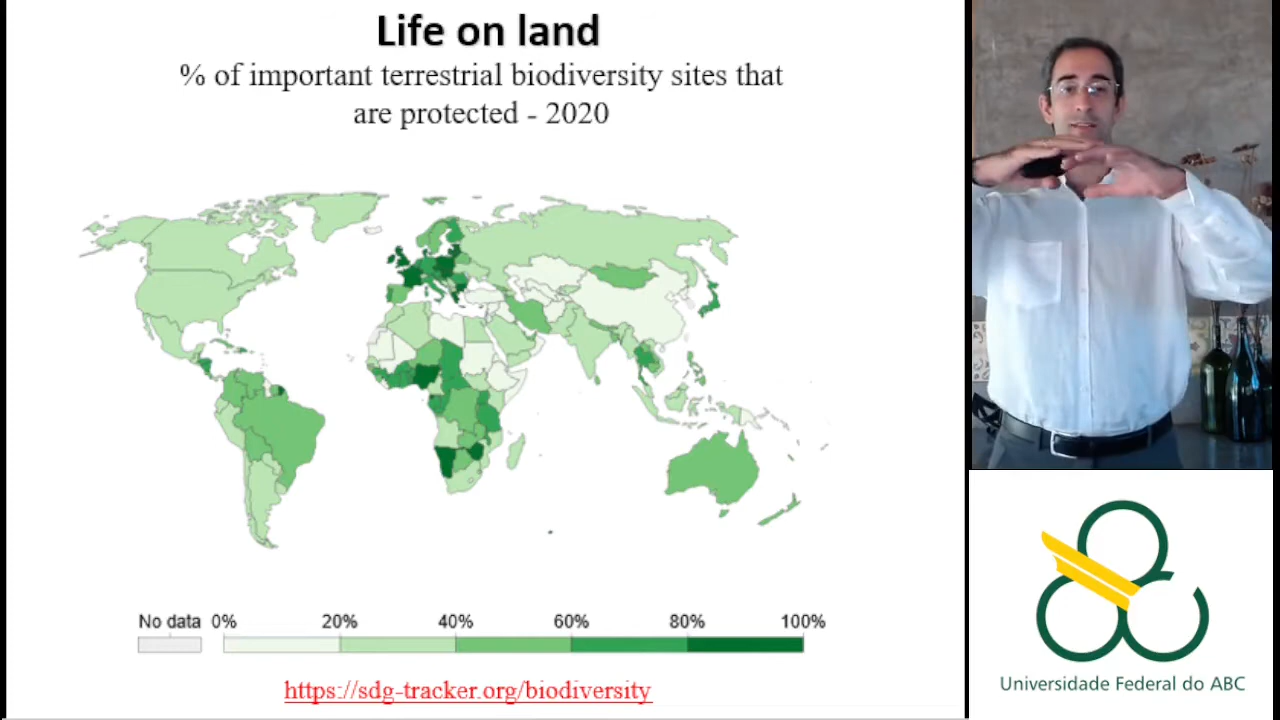 Life on land
% of important terrestrial biodiversity sites that
are protected - 2020
No data 0% 20% 40% 60% 80% 100%
https://sdg-tracker.org/biodiversity
Universidade Federal do ABC